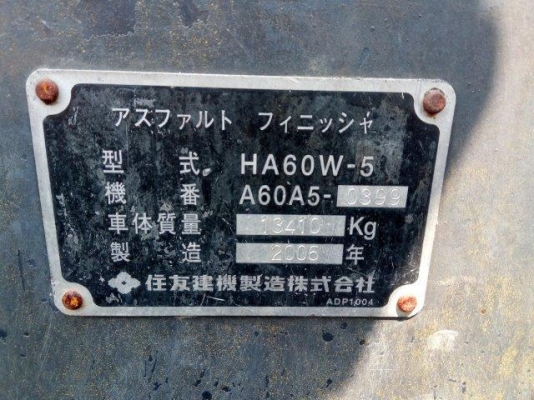 アスファルト フィニッシャ
型式 HA60W-5
機番 A60A5-
車体質量 13410 Kg
製造 2005 年
住友建機製造株式会社
ADP1004